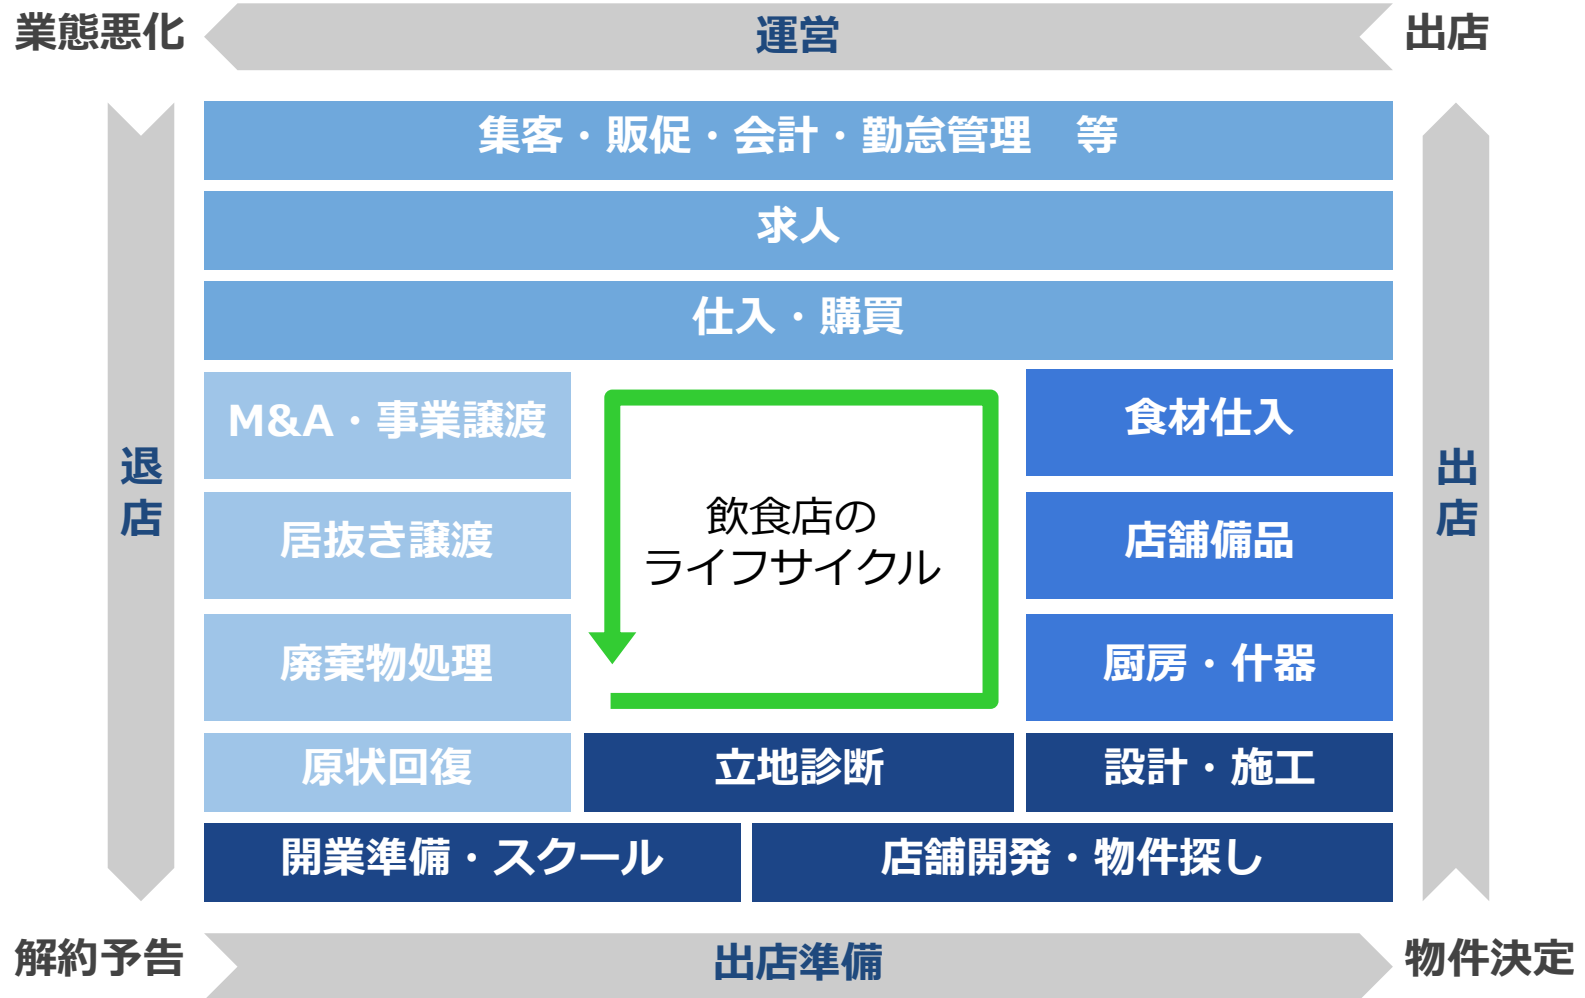 業態悪化
運営
出店
集客・販促・会計・勤怠管理　等
求人
仕入・購買
M&A・事業譲渡
食材仕入
退店
飲食店の
ライフサイクル
出店
居抜き譲渡
店舗備品
廃棄物処理
厨房・什器
原状回復
立地診断
設計・施工
開業準備・スクール
店舗開発・物件探し
解約予告
出店準備
物件決定